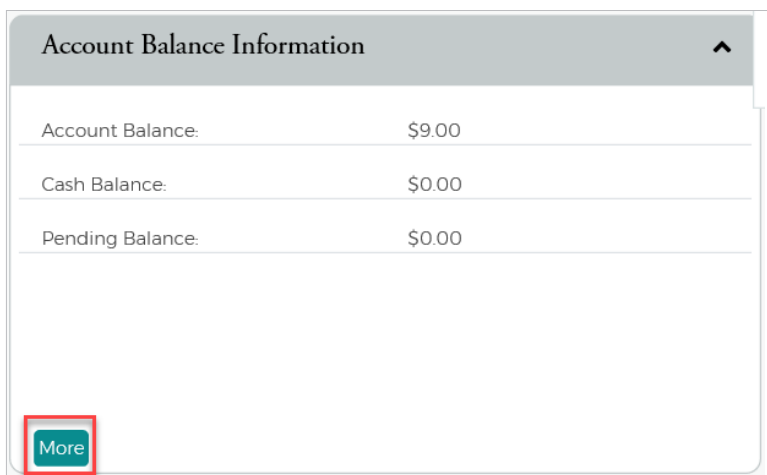 Account Balance Information
Account Balance: $9.00
Cash Balance: $0.00
Pending Balance: $0.00
More